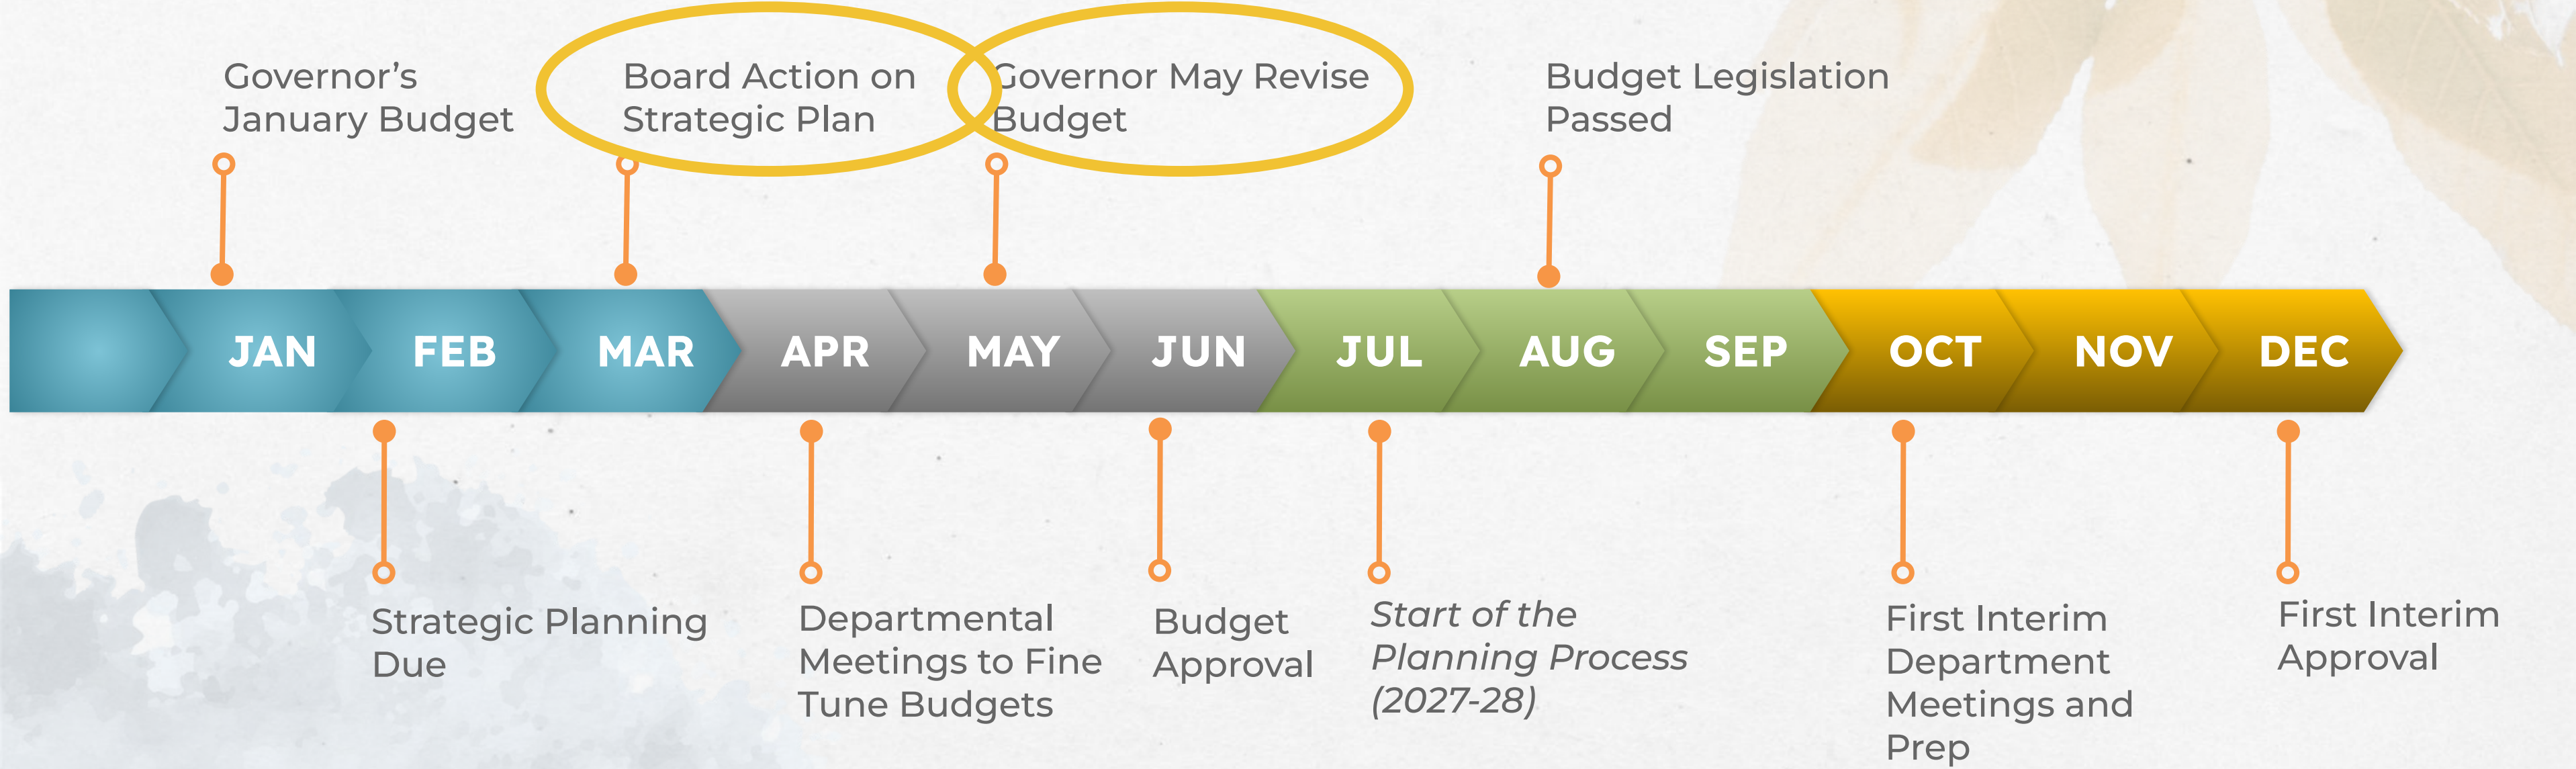 Governor’s
January Budget
Board Action on
Strategic Plan
Governor May Revise
Budget
Budget Legislation
Passed
JAN
FEB
MAR
APR
MAY
JUN
JUL
AUG
SEP
OCT
NOV
DEC
Strategic Planning
Due
Departmental
Meetings to Fine
Tune Budgets
Budget
Approval
Start of the
Planning Process
(2027-28)
First Interim
Department
Meetings and
Prep
First Interim
Approval